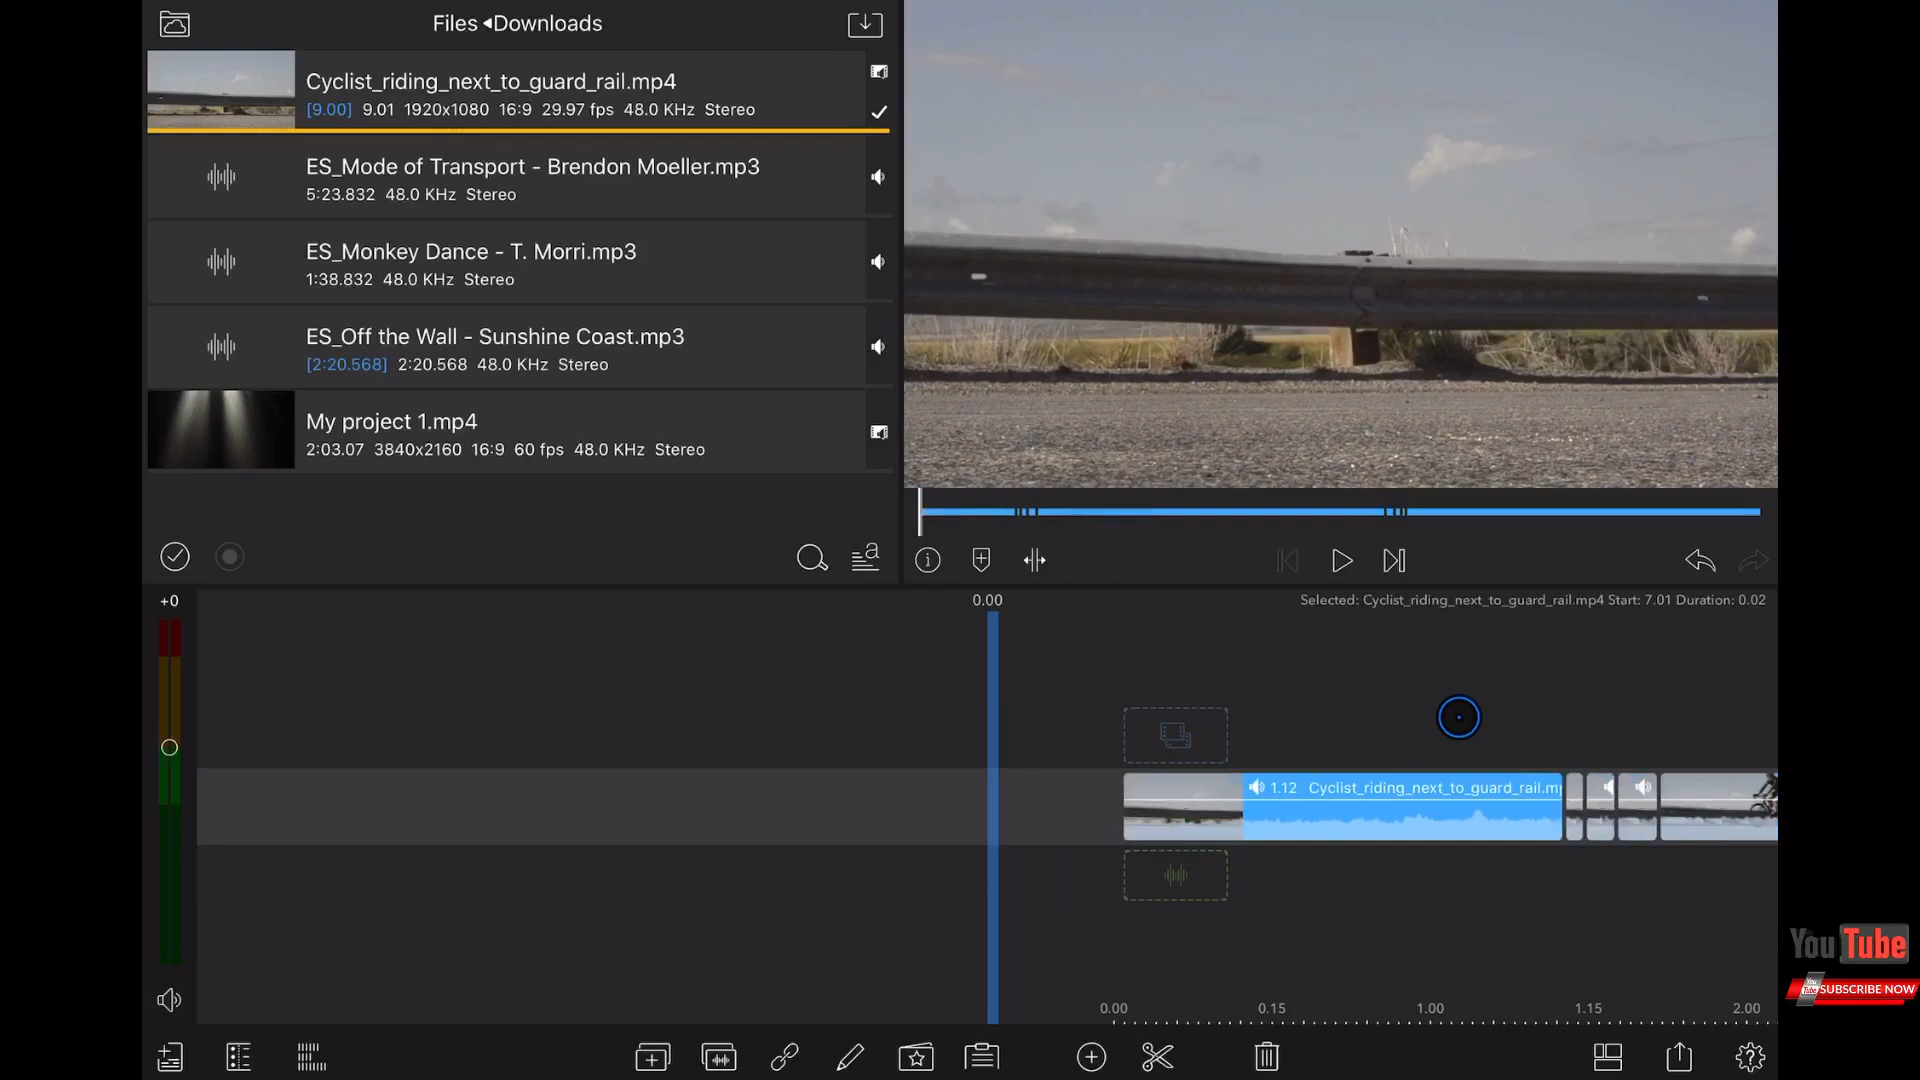 Files ◂Downloads
Cyclist_riding_next_to_guard_rail.mp4
[9.00] 9.01 1920x1080 16:9 29.97 fps 48.0 KHz Stereo
ES_Mode of Transport - Brendon Moeller.mp3
5:23.832 48.0 KHz Stereo
ES_Monkey Dance - T. Morri.mp3
1:38.832 48.0 KHz Stereo
ES_Off the Wall - Sunshine Coast.mp3
[2:20.568] 2:20.568 48.0 KHz Stereo
My project 1.mp4
2:03.07 3840x2160 16:9 60 fps 48.0 KHz Stereo
a
+0
0.00
Selected: Cyclist_riding_next_to_guard_rail.mp4 Start: 7.01 Duration: 0.02
1.12 Cyclist_riding_next_to_guard_rail.m
0.00 0.15 1.00 1.15 2.00
YouTube
You Tube SUBSCRIBE NOW